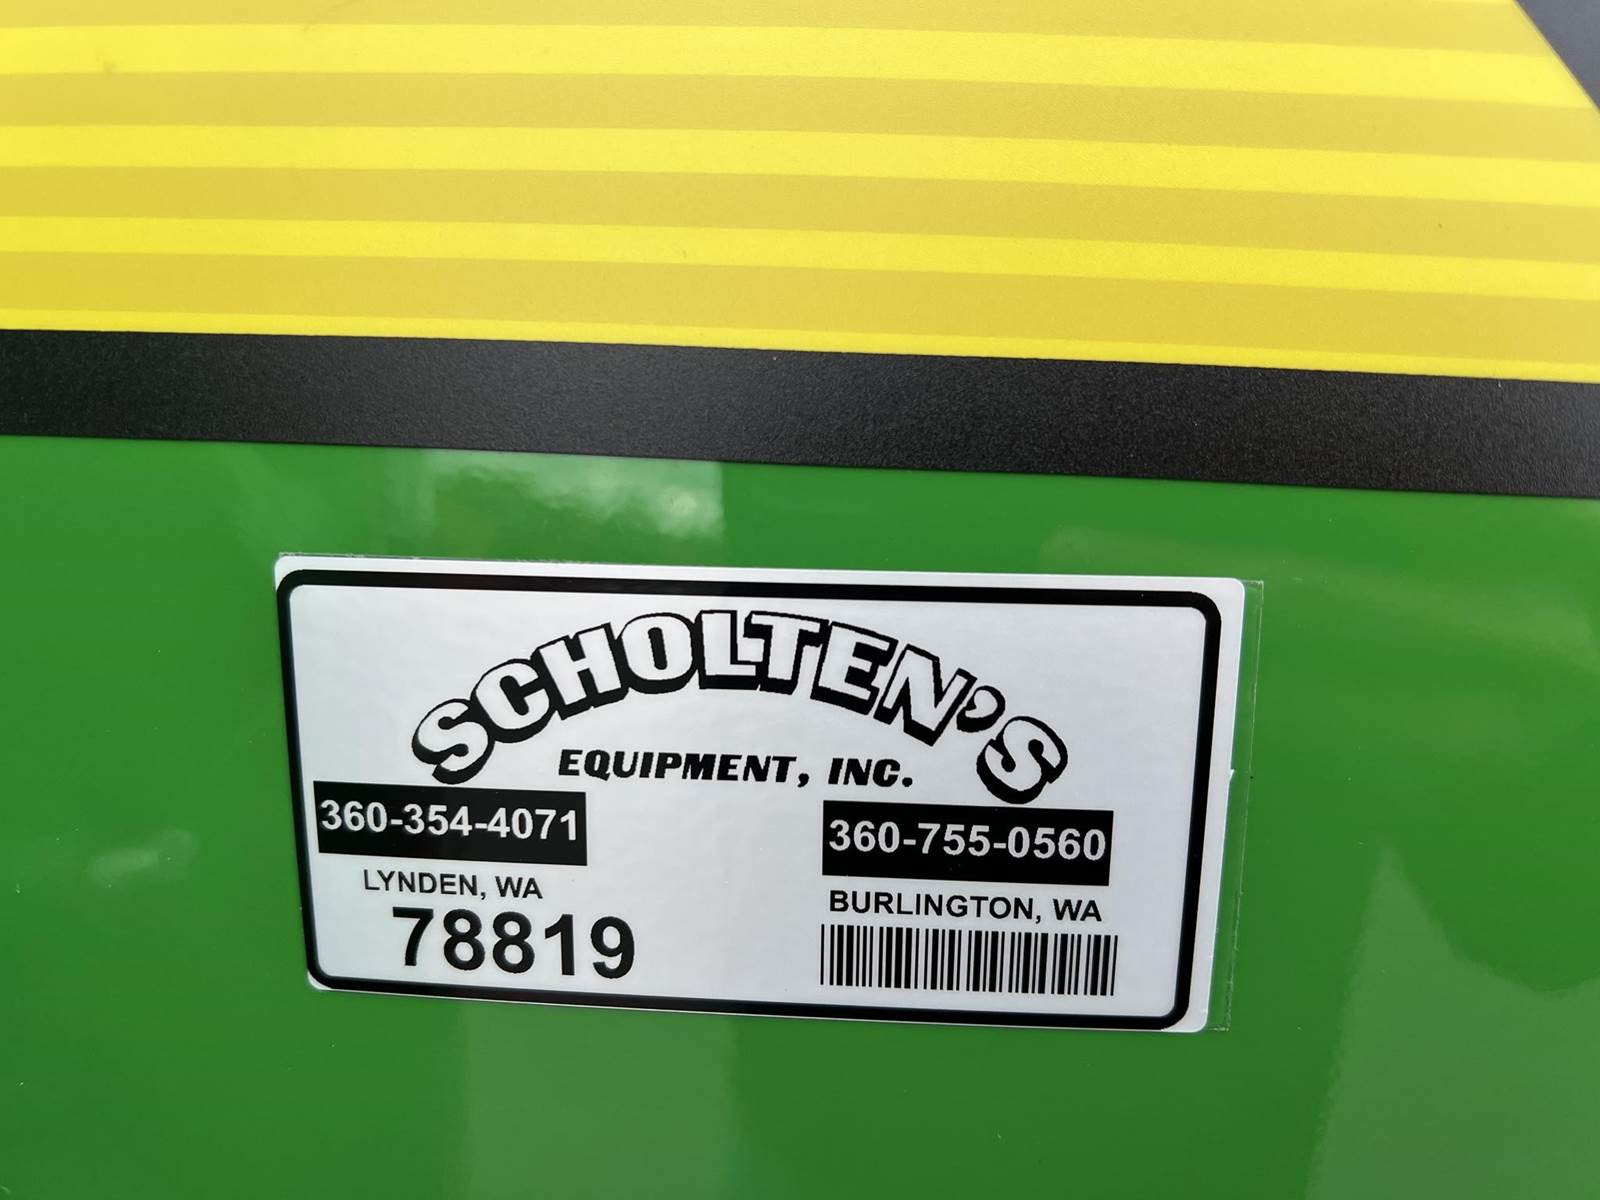 SCHOLTEN'S
EQUIPMENT, INC.
360-354-4071
LYNDEN, WA
78819
360-755-0560
BURLINGTON, WA